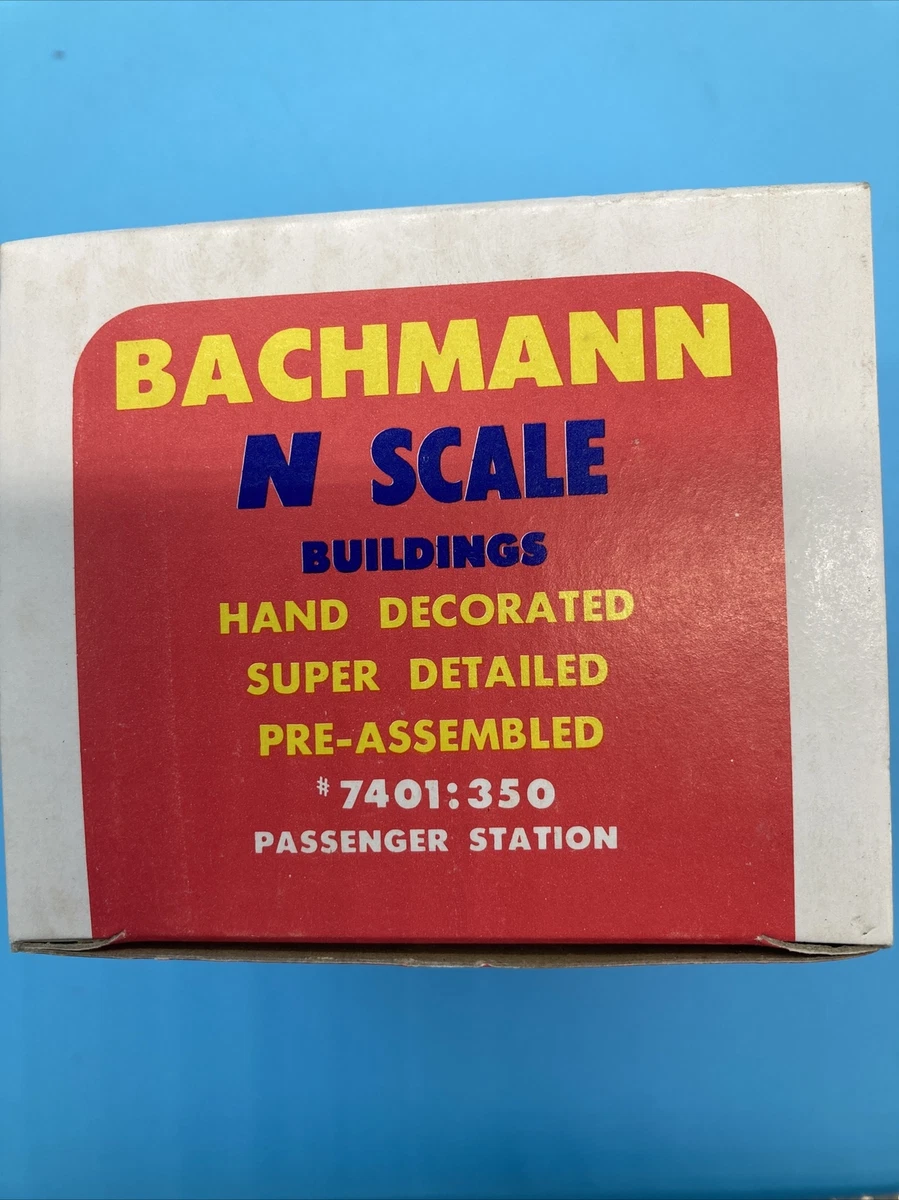 BACHMANN
N SCALE
BUILDINGS
HAND DECORATED
SUPER DETAILED
PRE-ASSEMBLED
#7401:350
PASSENGER STATION